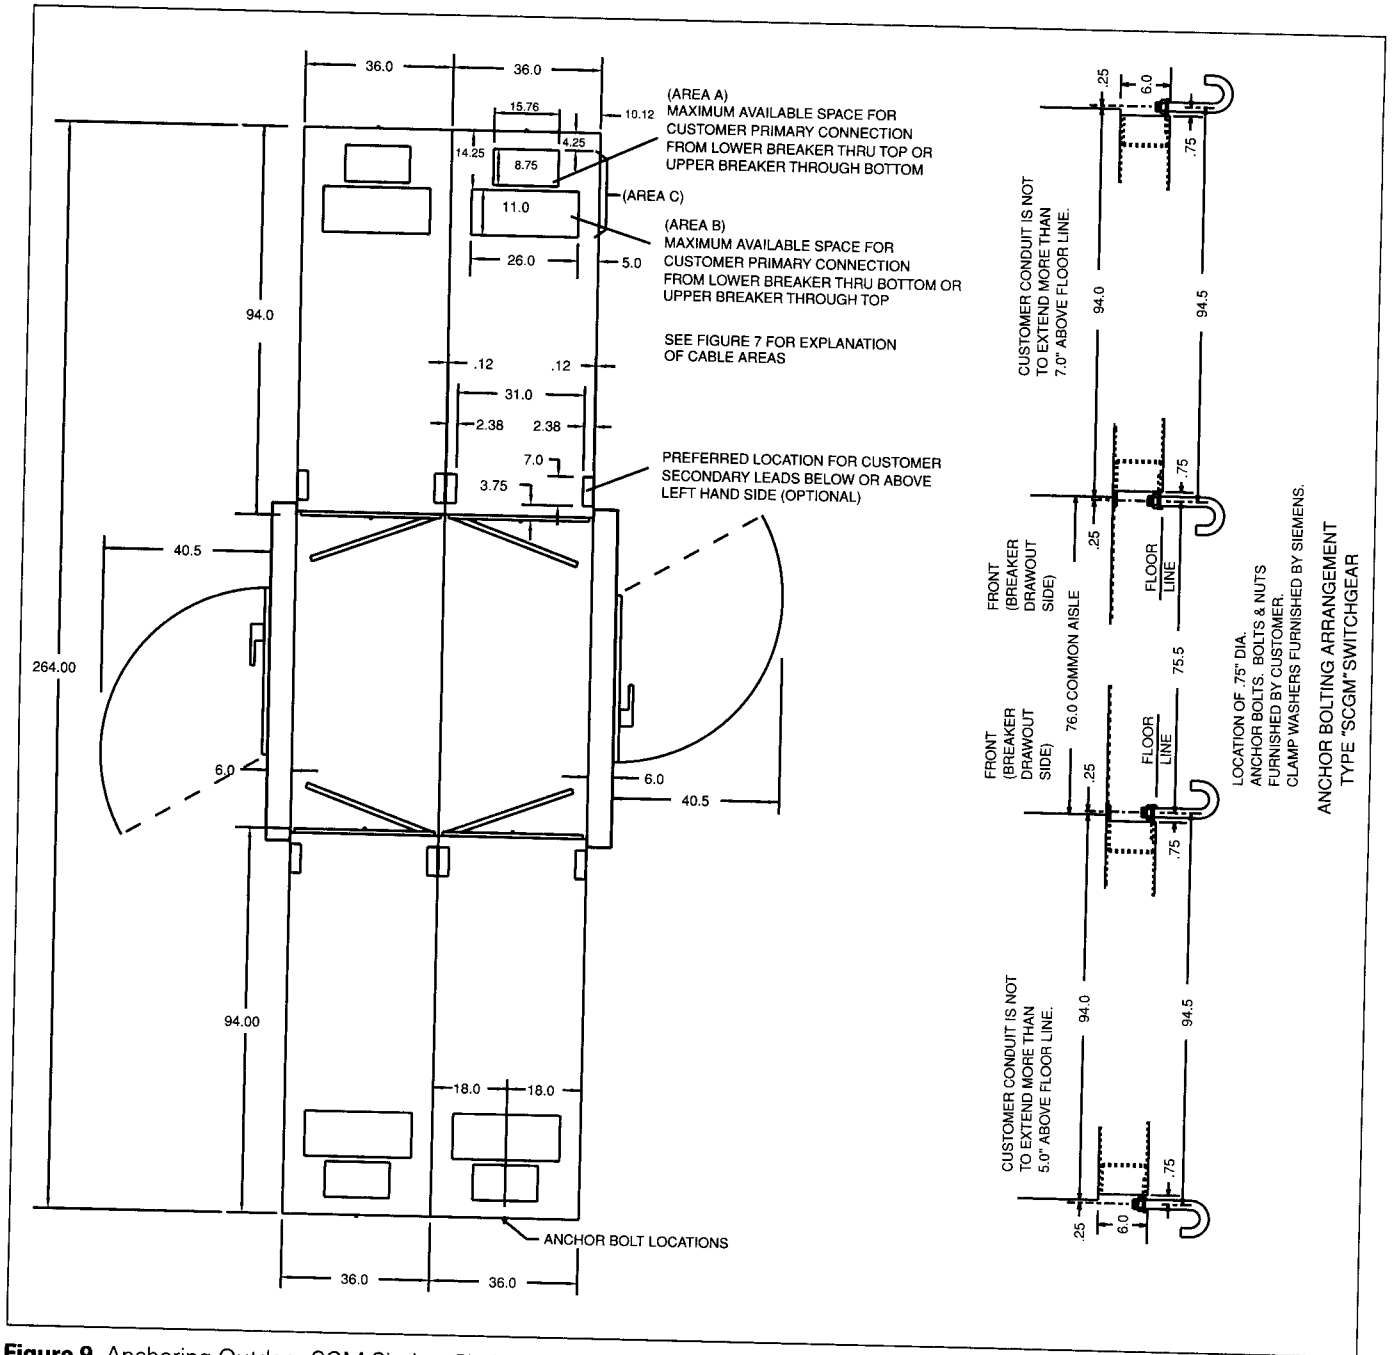 36.0
36.0
15.76
10.12
(AREA A)
MAXIMUM AVAILABLE SPACE FOR
CUSTOMER PRIMARY CONNECTION
FROM LOWER BREAKER THRU TOP OR
UPPER BREAKER THROUGH BOTTOM
14.25
4.25
8.75
(AREA C)
11.0
(AREA B)
MAXIMUM AVAILABLE SPACE FOR
CUSTOMER PRIMARY CONNECTION
FROM LOWER BREAKER THRU BOTTOM OR
UPPER BREAKER THROUGH TOP
26.0
5.0
94.0
SEE FIGURE 7 FOR EXPLANATION
OF CABLE AREAS
.12
.12
31.0
2.38
2.38
7.0
3.75
PREFERRED LOCATION FOR CUSTOMER
SECONDARY LEADS BELOW OR ABOVE
LEFT HAND SIDE (OPTIONAL)
40.5
264.00
6.0
6.0
40.5
94.00
18.0
18.0
ANCHOR BOLT LOCATIONS
36.0
36.0
.25
6.0
.75
CUSTOMER CONDUIT IS NOT
TO EXTEND MORE THAN
7.0" ABOVE FLOOR LINE.
94.0
94.5
.75
.25
FRONT
(BREAKER
DRAWOUT
SIDE)
FLOOR
LINE
76.0 COMMON AISLE
75.5
FRONT
(BREAKER
DRAWOUT
SIDE)
FLOOR
LINE
.25
.75
CUSTOMER CONDUIT IS NOT
TO EXTEND MORE THAN
5.0" ABOVE FLOOR LINE.
94.0
94.5
.75
.25
6.0
LOCATION OF .75" DIA.
ANCHOR BOLTS. BOLTS & NUTS
FURNISHED BY CUSTOMER.
CLAMP WASHERS FURNISHED BY SIEMENS.
ANCHOR BOLTING ARRANGEMENT
TYPE "SCGM" SWITCHGEAR
Figure 9. Anchoring Outdoor